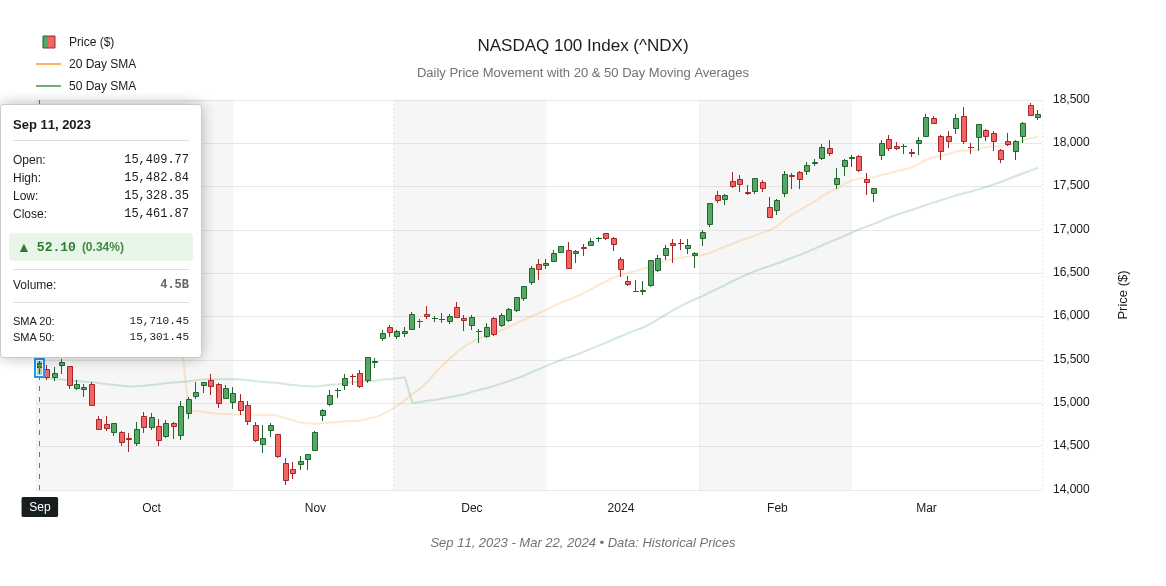 Price ($)
20 Day SMA
50 Day SMA
NASDAQ 100 Index (^NDX)
Daily Price Movement with 20 & 50 Day Moving Averages
Sep 11, 2023
Open: 15,409.77
High: 15,482.84
Low: 15,328.35
Close: 15,461.87
▲ 52.10 (0.34%)
Volume: 4.5B
SMA 20: 15,710.45
SMA 50: 15,301.45
18,500
18,000
17,500
17,000
16,500
16,000
15,500
15,000
14,500
14,000
Price ($)
Sep Oct Nov Dec 2024 Feb Mar
Sep 11, 2023 - Mar 22, 2024 • Data: Historical Prices